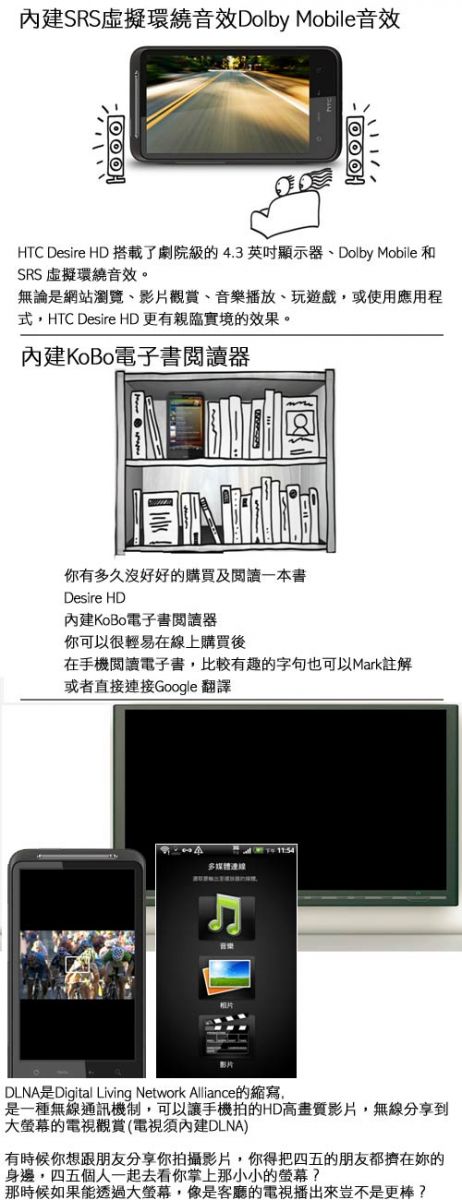 內建SRS虛擬環繞音效Dolby Mobile音效
hTC
HTC Desire HD 搭載了劇院級的 4.3 英吋顯示器、Dolby Mobile 和
SRS 虛擬環繞音效。
無論是網站瀏覽、影片觀賞、音樂播放、玩遊戲，或使用應用程
式，HTC Desire HD 更有親臨實境的效果。
內建KoBo電子書閱讀器
你有多久沒好好的購買及閱讀一本書
Desire HD
內建KoBo電子書閱讀器
你可以很輕易在線上購買後
在手機閱讀電子書，比較有趣的字句也可以Mark註解
或者直接連接Google 翻譯
下午 11:54
多媒體連線
音樂
相片
影片
DLNA是Digital Living Network Alliance的縮寫,
是一種無線通訊機制，可以讓手機拍的HD高畫質影片，無線分享到
大螢幕的電視觀賞(電視須內建DLNA)
有時候你想跟朋友分享你拍攝影片，你得把四五的朋友都擠在妳的
身邊，四五個人一起去看你掌上那小小的螢幕？
那時候如果能透過大螢幕，像是客廳的電視播出來豈不是更棒？